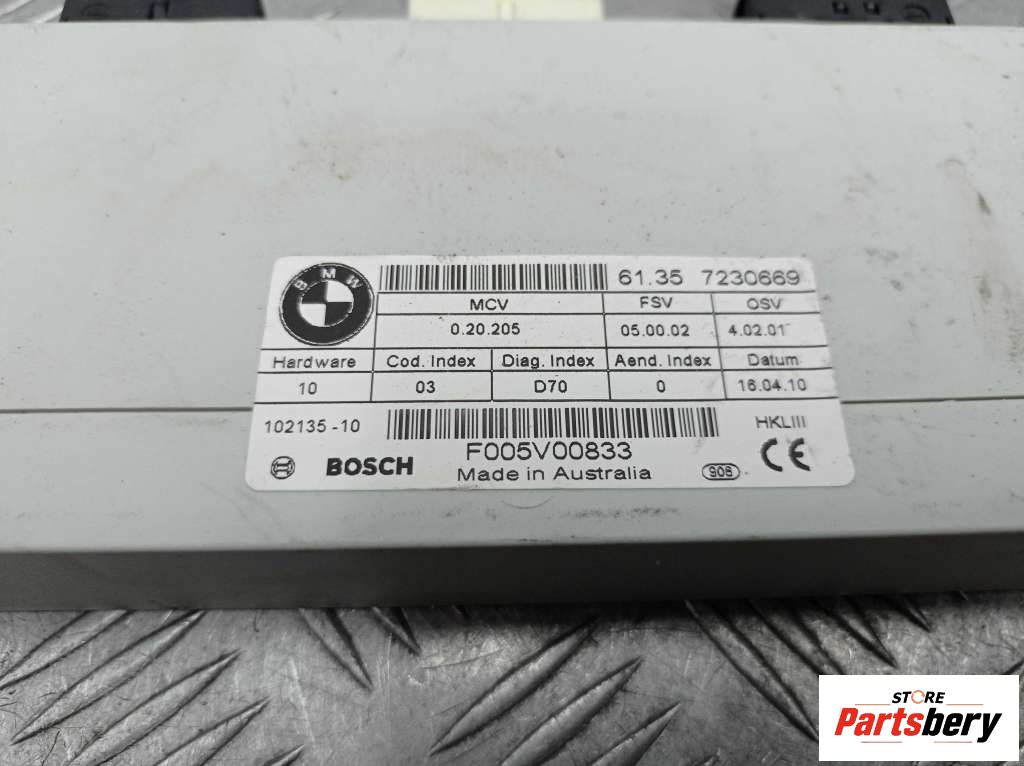 BMW
61.35 7230669
MCV FSV OSV
0.20.205 05.00.02 4.02.01
Hardware Cod. Index Diag. Index Aend. Index Datum
10 03 D70 0 16.04.10
102135-10 HKLIII
F005V00833
BOSCH Made in Australia 906 CE
STORE
Partsbery